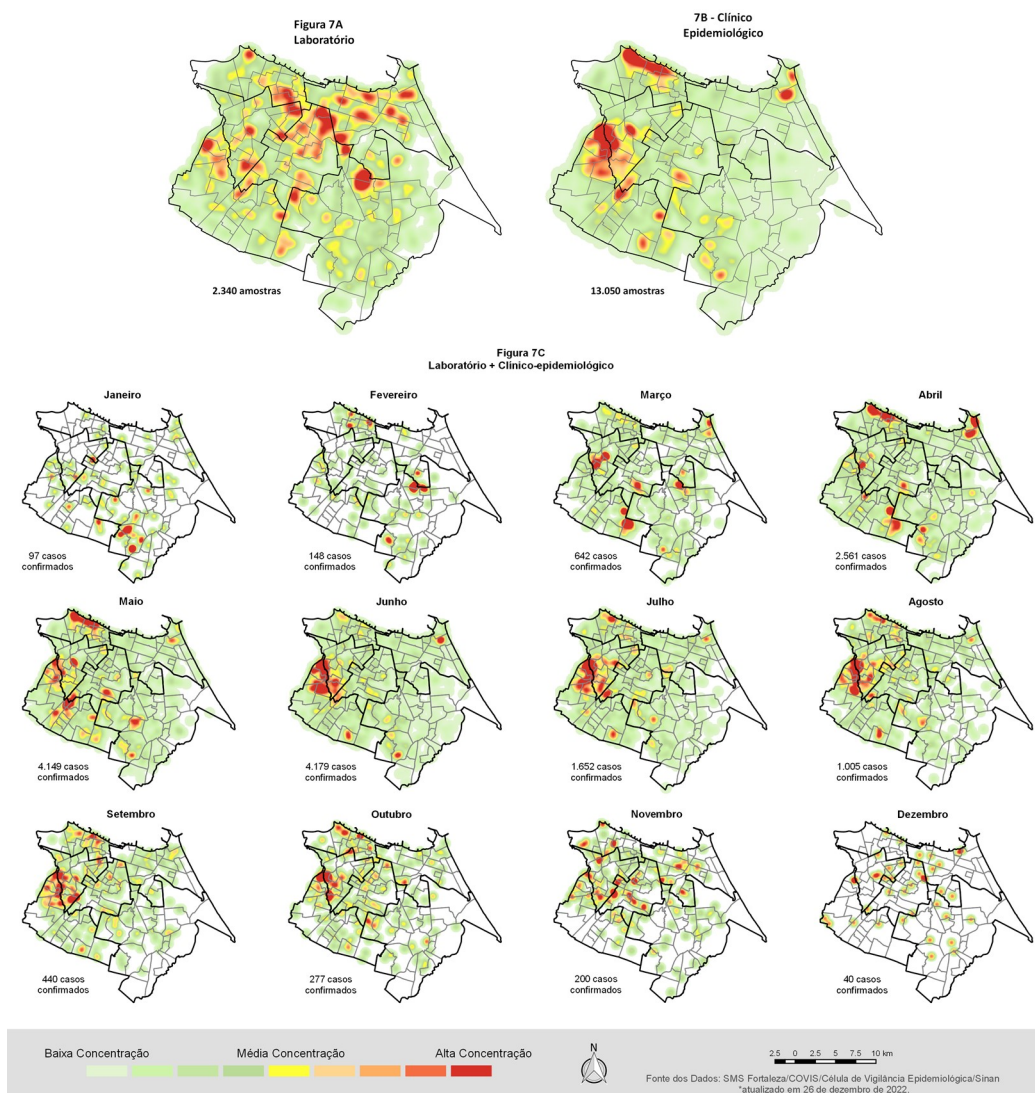 Figura 7A
Laboratório
7B - Clínico
Epidemiológico
2.340 amostras
13.050 amostras
Figura 7C
Laboratório + Clinico-epidemiológico
Janeiro
Fevereiro
Março
Abril
97 casos
confirmados
148 casos
confirmados
642 casos
confirmados
2.561 casos
confirmados
Maio
Junho
Julho
Agosto
4.149 casos
confirmados
4.179 casos
confirmados
1.652 casos
confirmados
1.005 casos
confirmados
Setembro
Outubro
Novembro
Dezembro
440 casos
confirmados
277 casos
confirmados
200 casos
confirmados
40 casos
confirmados
Baixa Concentração
Média Concentração
Alta Concentração
N
2.5 0 2.5 5 7.5 10 km
Fonte dos Dados: SMS Fortaleza/COVIS/Célula de Vigilância Epidemiológica/Sinan
*atualizado em 26 de dezembro de 2022.